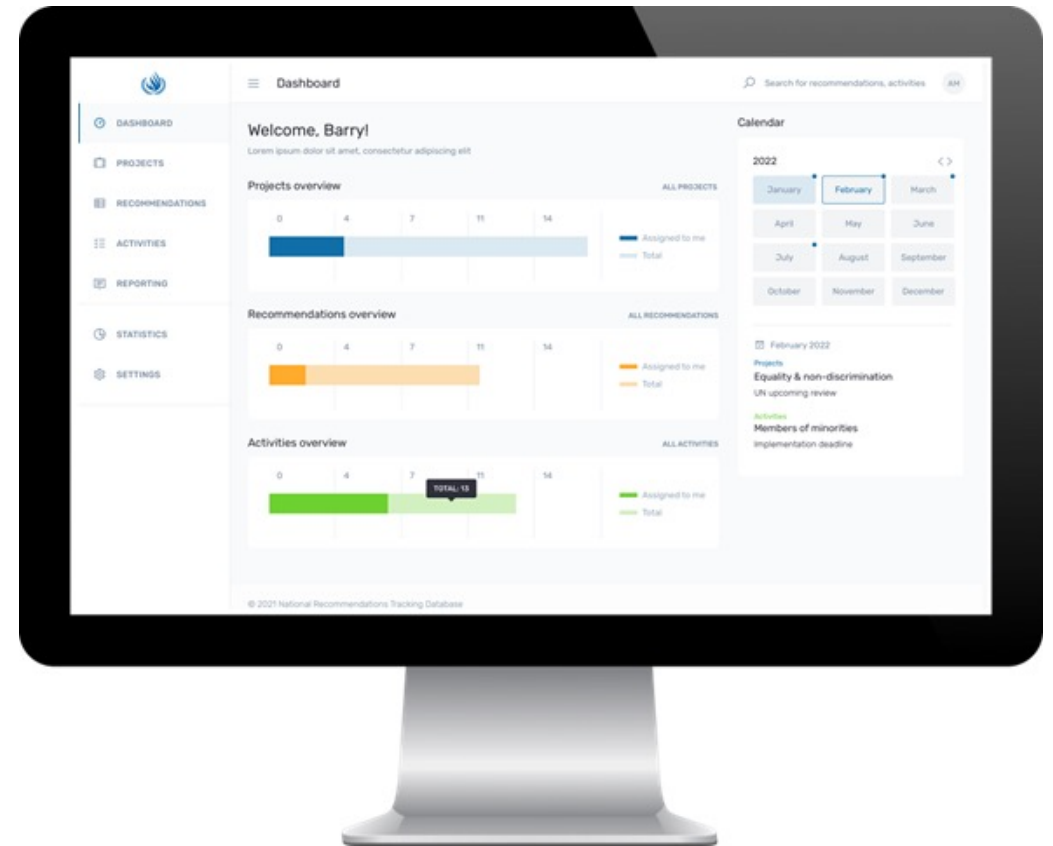 Dashboard
Search for recommendations, activities
AM
DASHBOARD
PROJECTS
RECOMMENDATIONS
ACTIVITIES
REPORTING
STATISTICS
SETTINGS
Welcome, Barry!
Lorem ipsum dolor sit amet, consectetur adipiscing elit
Projects overview
ALL PROJECTS
0 4 7 11 14
Assigned to me
Total
Recommendations overview
ALL RECOMMENDATIONS
0 4 7 11 14
Assigned to me
Total
Activities overview
ALL ACTIVITIES
0 4 7 11 14
TOTAL: 13
Assigned to me
Total
© 2021 National Recommendations Tracking Database
Calendar
2022
January February March
April May June
July August September
October November December
February 2022
Projects
Equality & non-discrimination
UN upcoming review
Activities
Members of minorities
Implementation deadline